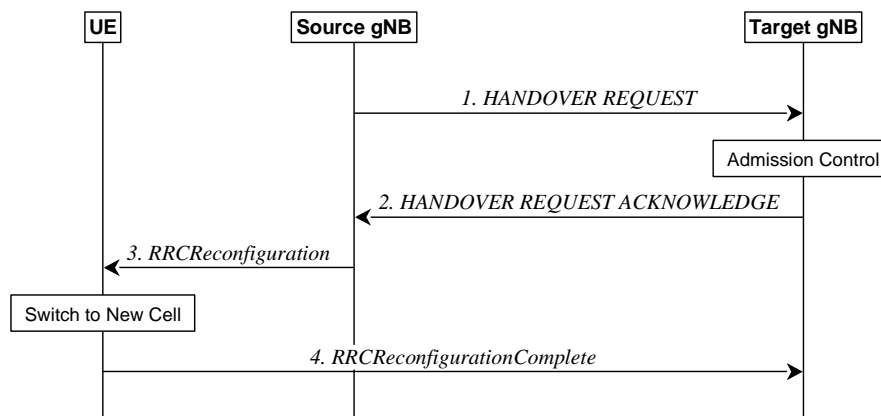 UE Source gNB Target gNB
1. HANDOVER REQUEST
Admission Control
2. HANDOVER REQUEST ACKNOWLEDGE
3. RRCReconfiguration
Switch to New Cell
4. RRCReconfigurationComplete